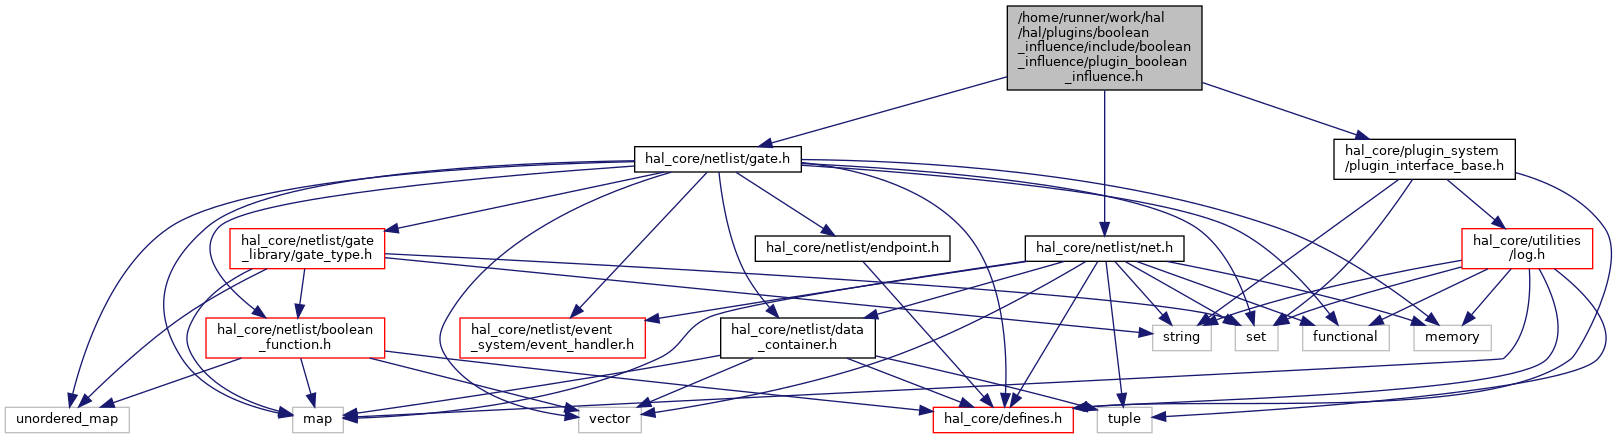 /home/runner/work/hal
/hal/plugins/boolean
_influence/include/boolean
_influence/plugin_boolean
_influence.h
hal_core/netlist/gate.h
hal_core/plugin_system
/plugin_interface_base.h
hal_core/netlist/gate
_library/gate_type.h
hal_core/netlist/endpoint.h
hal_core/netlist/net.h
hal_core/utilities
/log.h
hal_core/netlist/boolean
_function.h
hal_core/netlist/event
_system/event_handler.h
hal_core/netlist/data
_container.h
string
set
functional
memory
unordered_map
map
vector
hal_core/defines.h
tuple